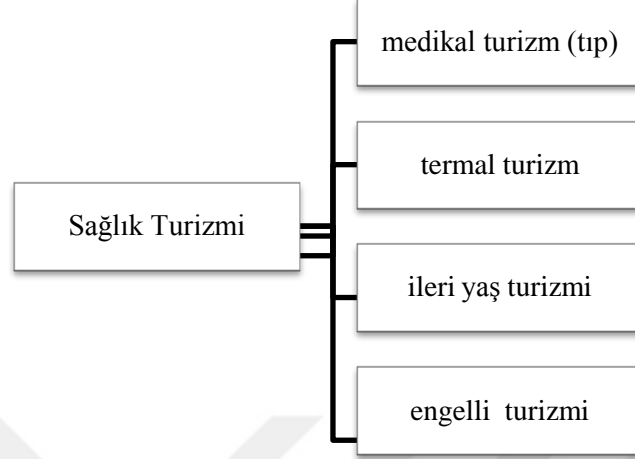 medikal turizm (tıp)
termal turizm
Sağlık Turizmi
ileri yaş turizmi
engelli turizmi